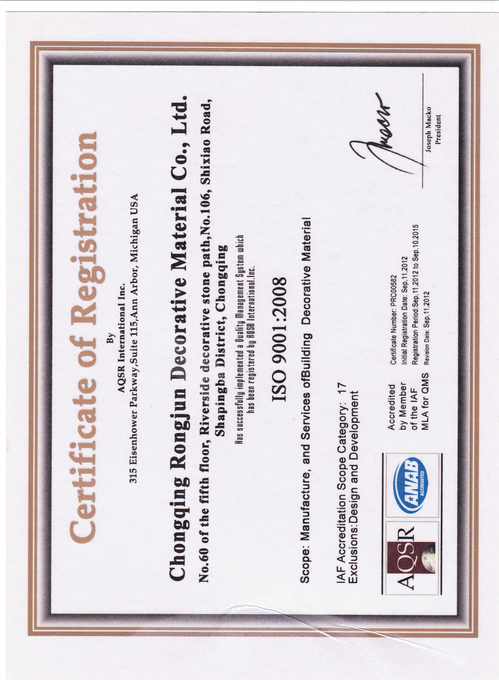 Certificate of Registration
By
AQSR International Inc.
315 Eisenhower Parkway,Suite 115,Ann Arbor, Michigan USA
Chongqing Rongjun Decorative Material Co., Ltd.
No.60 of the fifth floor, Riverside decorative stone path,No.106, Shixiao Road,
Shapingba District, Chongqing
Has successfully implemented a Quality Management System which
has been registered by AQSR International,Inc.
ISO 9001:2008
Scope: Manufacture, and Services ofBuilding Decorative Material
IAF Accreditation Scope Category: 17
Exclusions:Design and Development
AQSR
ANAB
ACCREDITED
Accredited
by Member
of the IAF
MLA for QMS
Certificate Number: PRC00582
Initial Registration Date: Sep,11,2012
Registration Period:Sep,11,2012 to Sep,10,2015
Revision Date: Sep,11,2012
Joseph Macko
President